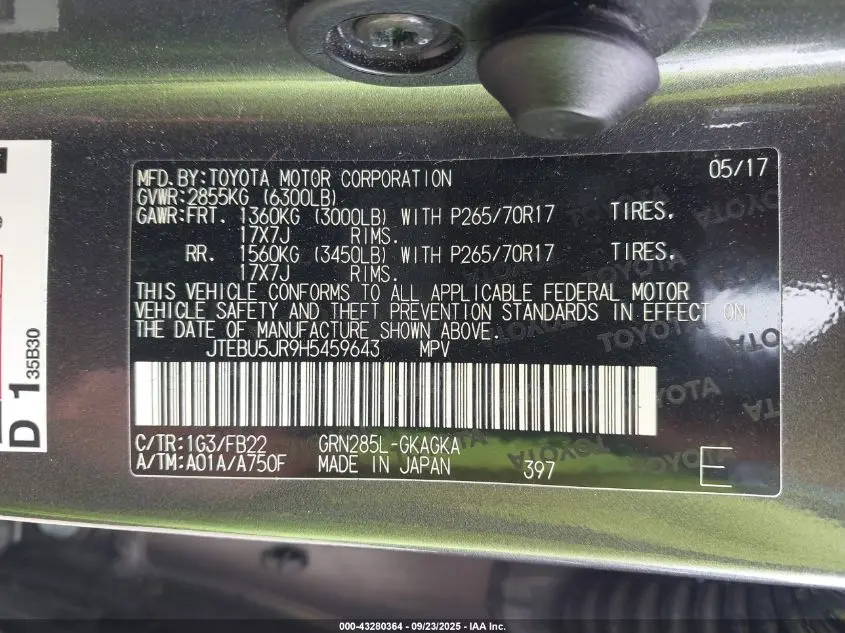 MFD.BY:TOYOTA MOTOR CORPORATION 05/17
GVWR:2855KG (6300LB)
GAWR:FRT. 1360KG (3000LB) WITH P265/70R17 TIRES.
17X7J RIMS.
RR. 1560KG (3450LB) WITH P265/70R17 TIRES.
17X7J RIMS.
THIS VEHICLE CONFORMS TO ALL APPLICABLE FEDERAL MOTOR
VEHICLE SAFETY AND THEFT PREVENTION STANDARDS IN EFFECT ON
THE DATE OF MANUFACTURE SHOWN ABOVE.
JTEBU5JR9H5459643 MPV
C/TR:1G3/FB22 GRN285L-GKAGKA
A/TM:A01A/A750F MADE IN JAPAN 397 E
D1 35B30
TOYOTA
000-43280364 - 09/23/2025 - IAA Inc.